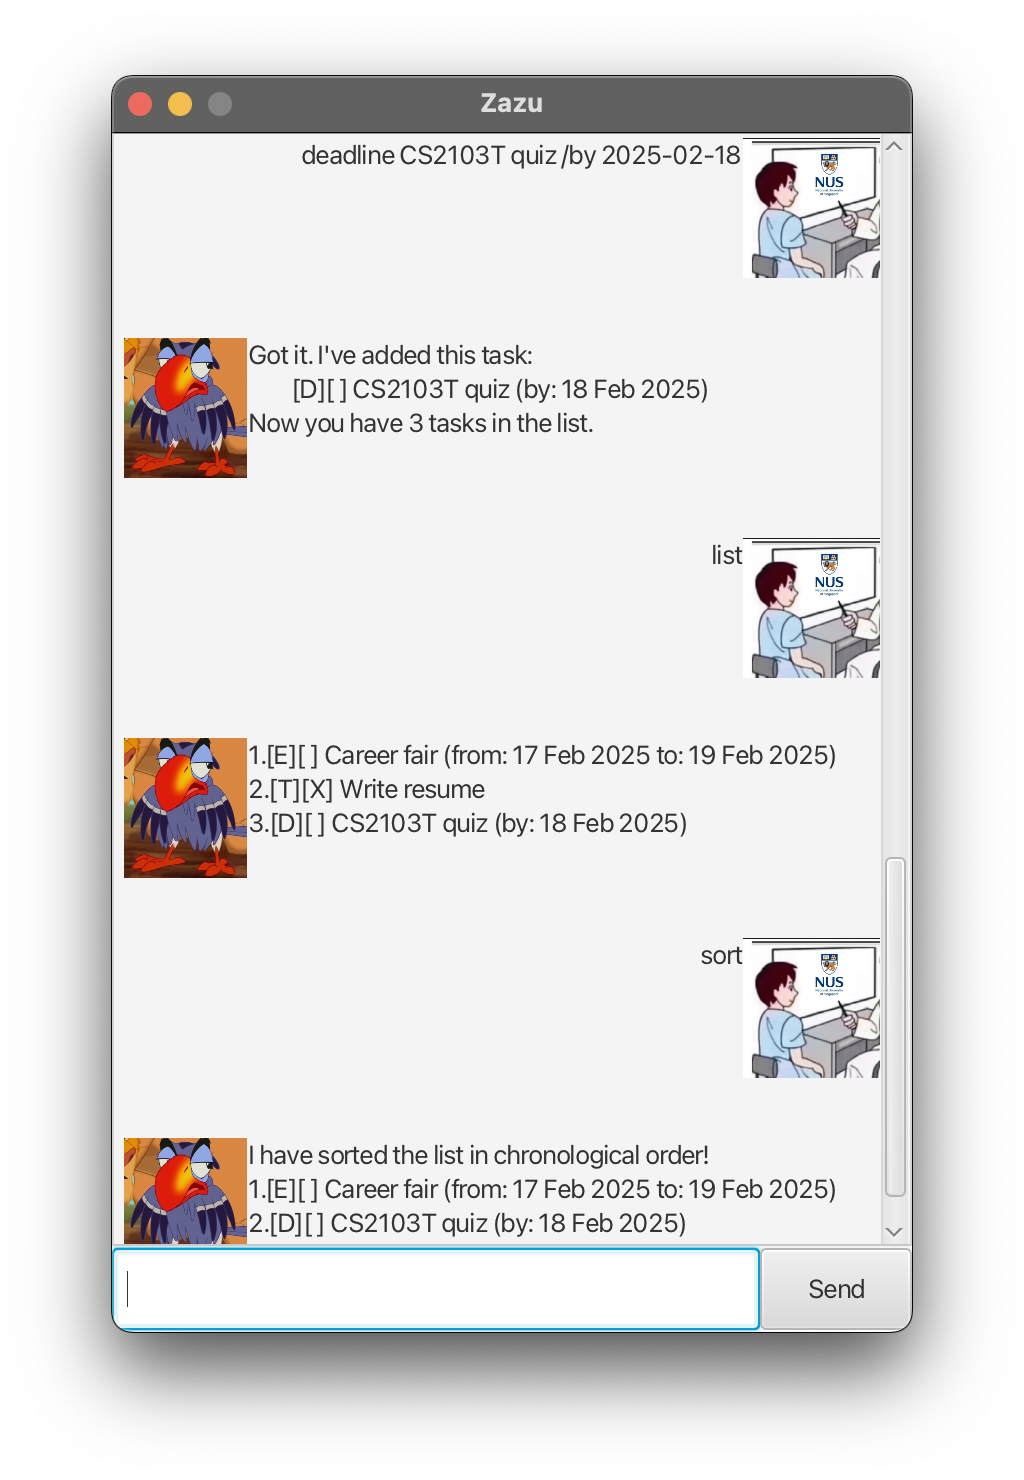 Zazu
deadline CS2103T quiz /by 2025-02-18
NUS
Got it. I've added this task:
[D][ ] CS2103T quiz (by: 18 Feb 2025)
Now you have 3 tasks in the list.
list
NUS
1.[E][ ] Career fair (from: 17 Feb 2025 to: 19 Feb 2025)
2.[T][X] Write resume
3.[D][ ] CS2103T quiz (by: 18 Feb 2025)
sort
NUS
I have sorted the list in chronological order!
1.[E][ ] Career fair (from: 17 Feb 2025 to: 19 Feb 2025)
2.[D][ ] CS2103T quiz (by: 18 Feb 2025)
Send